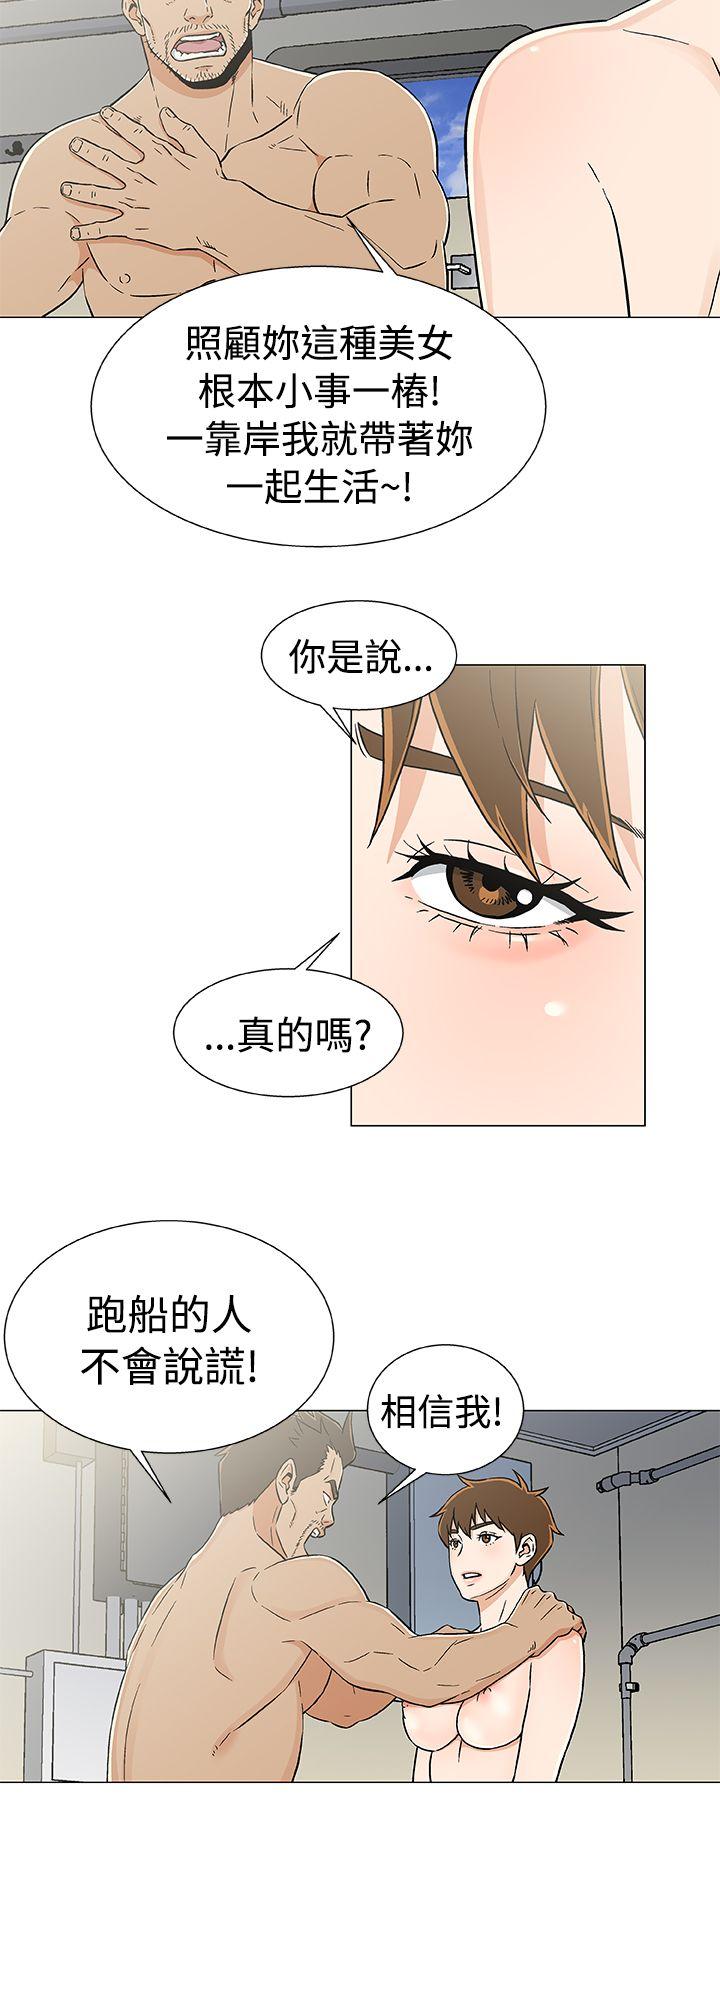 照顧妳這種美女
根本小事一樁!
一靠岸我就帶著妳
一起生活~!
你是說...
...真的嗎?
跑船的人
不會說謊!
相信我!